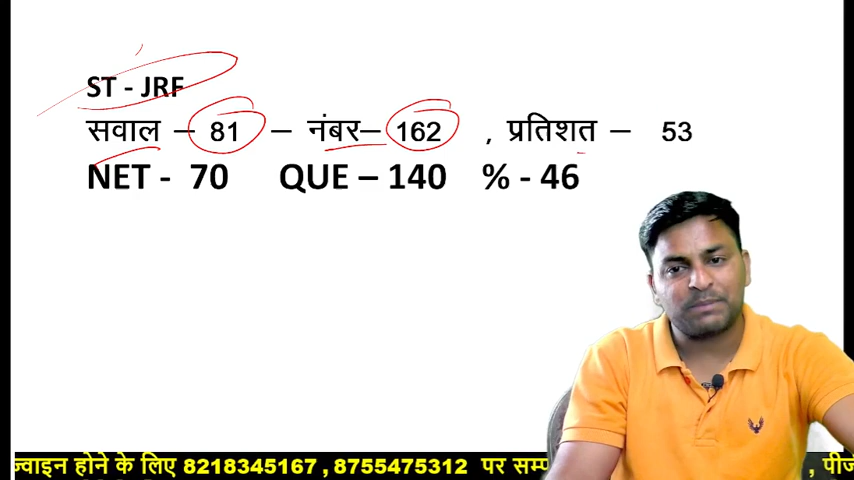 ST - JRF
सवाल – 81 – नंबर– 162 , प्रतिशत – 53
NET - 70 QUE – 140 % - 46
ज्वाइन होने के लिए 8218345167 , 8755475312 पर सम्प , पीज